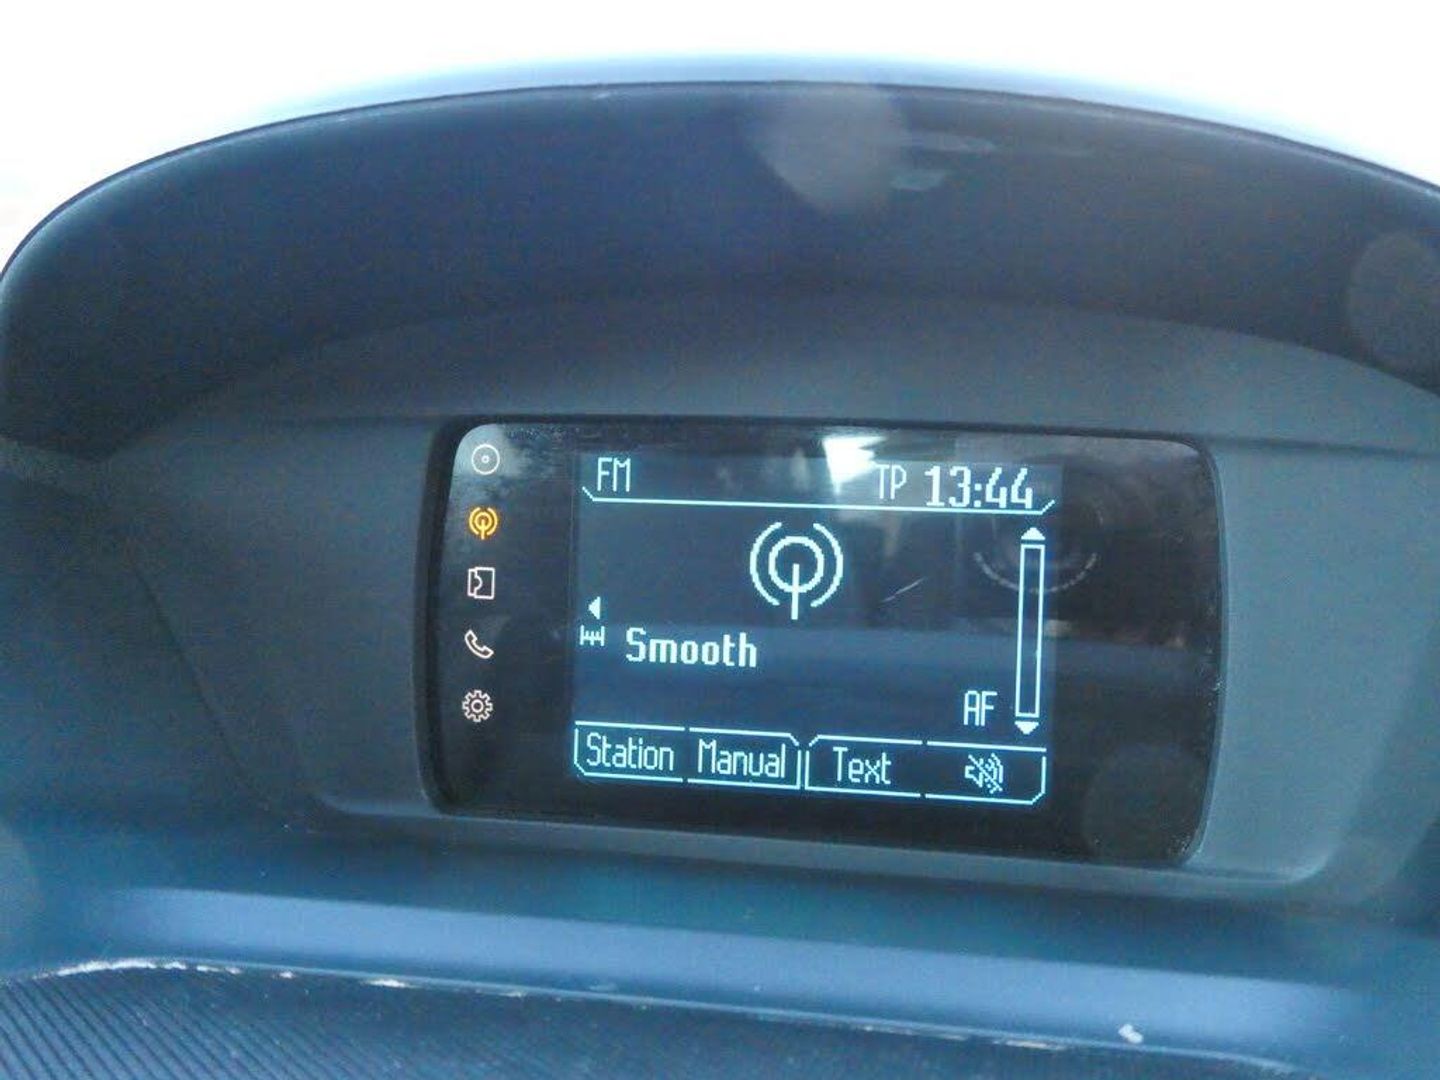 FM TP 13:44
Smooth
AF
Station Manual Text